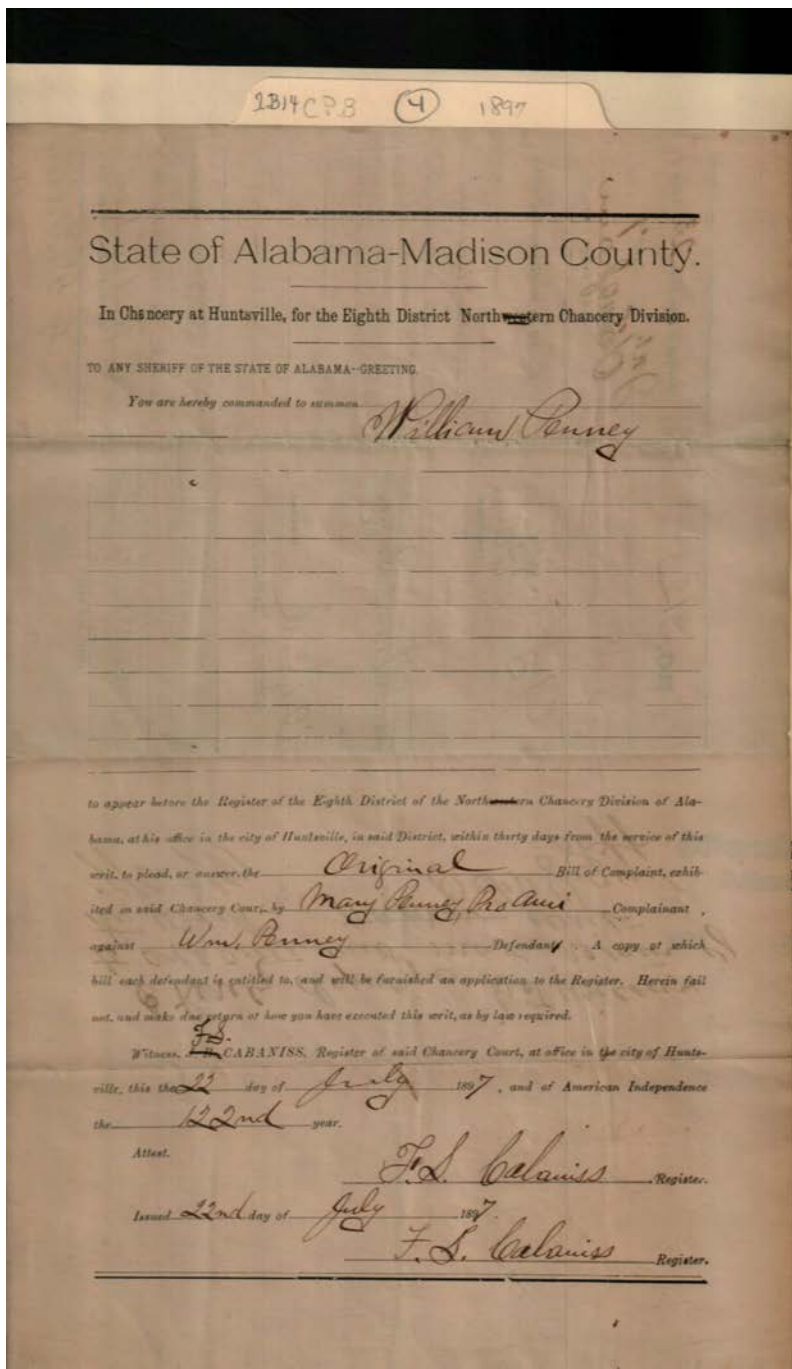 2B14 CPB (4) 1897
State of Alabama-Madison County.
In Chancery at Huntsville, for the Eighth District Northwestern Chancery Division.
TO ANY SHERIFF OF THE STATE OF ALABAMA--GREETING.
You are hereby commanded to summon
William Penney
to appear before the Register of the Eighth District of the Northwestern Chancery Division of Ala-
bama, at his office in the city of Huntsville, in said District, within thirty days from the service of this
writ, to plead, or answer, the Original Bill of Complaint, exhib-
ited in said Chancery Court, by Mary Penney, Pro Ami Complainant,
against Wm. Penney Defendant. A copy of which
bill each defendant is entitled to, and will be furnished an application to the Register. Herein fail
not, and make due return of how you have executed this writ, as by law required.
F.S.
Witness, CABANISS, Register of said Chancery Court, at office in the city of Hunts-
ville, this the 22 day of July 1897, and of American Independence
the 122nd year.
Attest.
F. S. Cabaniss Register.
Issued 22nd day of July 1897.
F. S. Cabaniss Register.